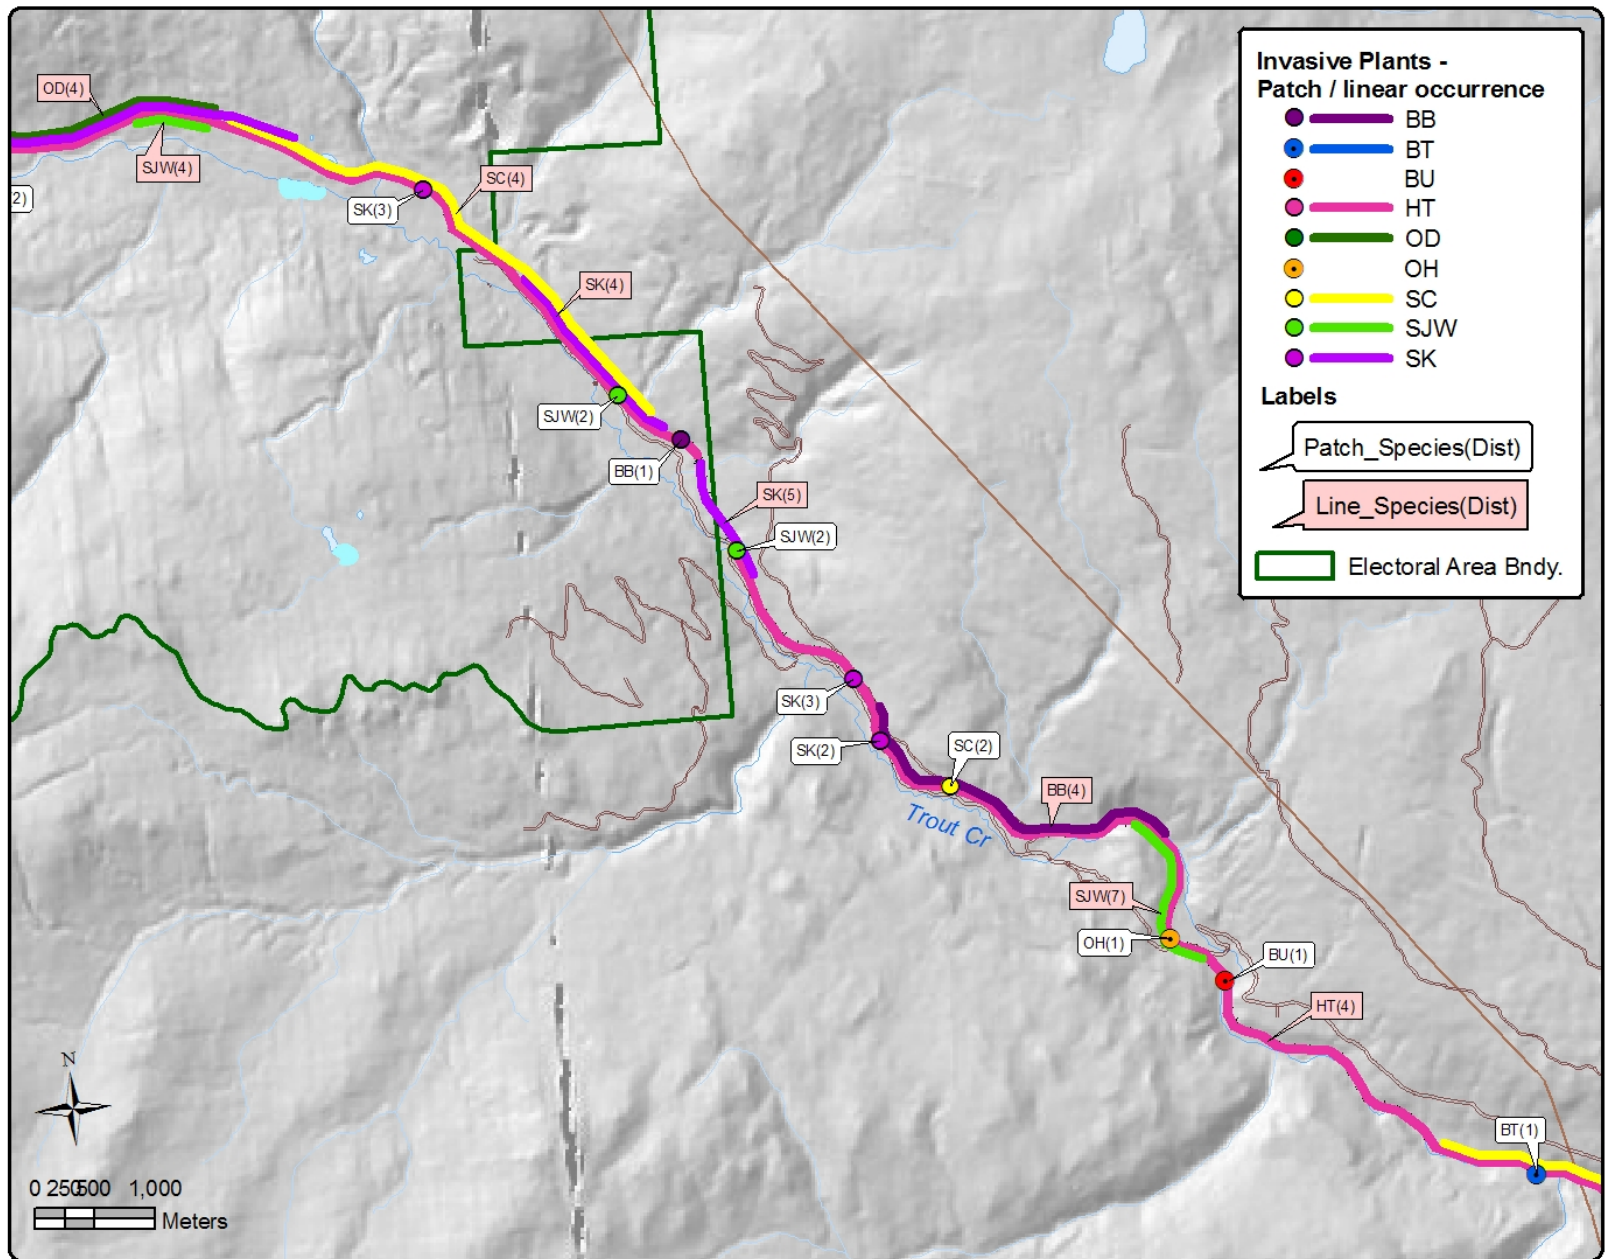 Invasive Plants -
Patch / linear occurrence
BB
BT
BU
HT
OD
OH
SC
SJW
SK
Labels
Patch_Species(Dist)
Line_Species(Dist)
Electoral Area Bndy.
OD(4)
SJW(4)
2)
SK(3)
SC(4)
SK(4)
SJW(2)
BB(1)
SK(5)
SJW(2)
SK(3)
SK(2)
SC(2)
BB(4)
Trout Cr
SJW(7)
OH(1)
BU(1)
HT(4)
BT(1)
N
0 250 500 1,000
Meters